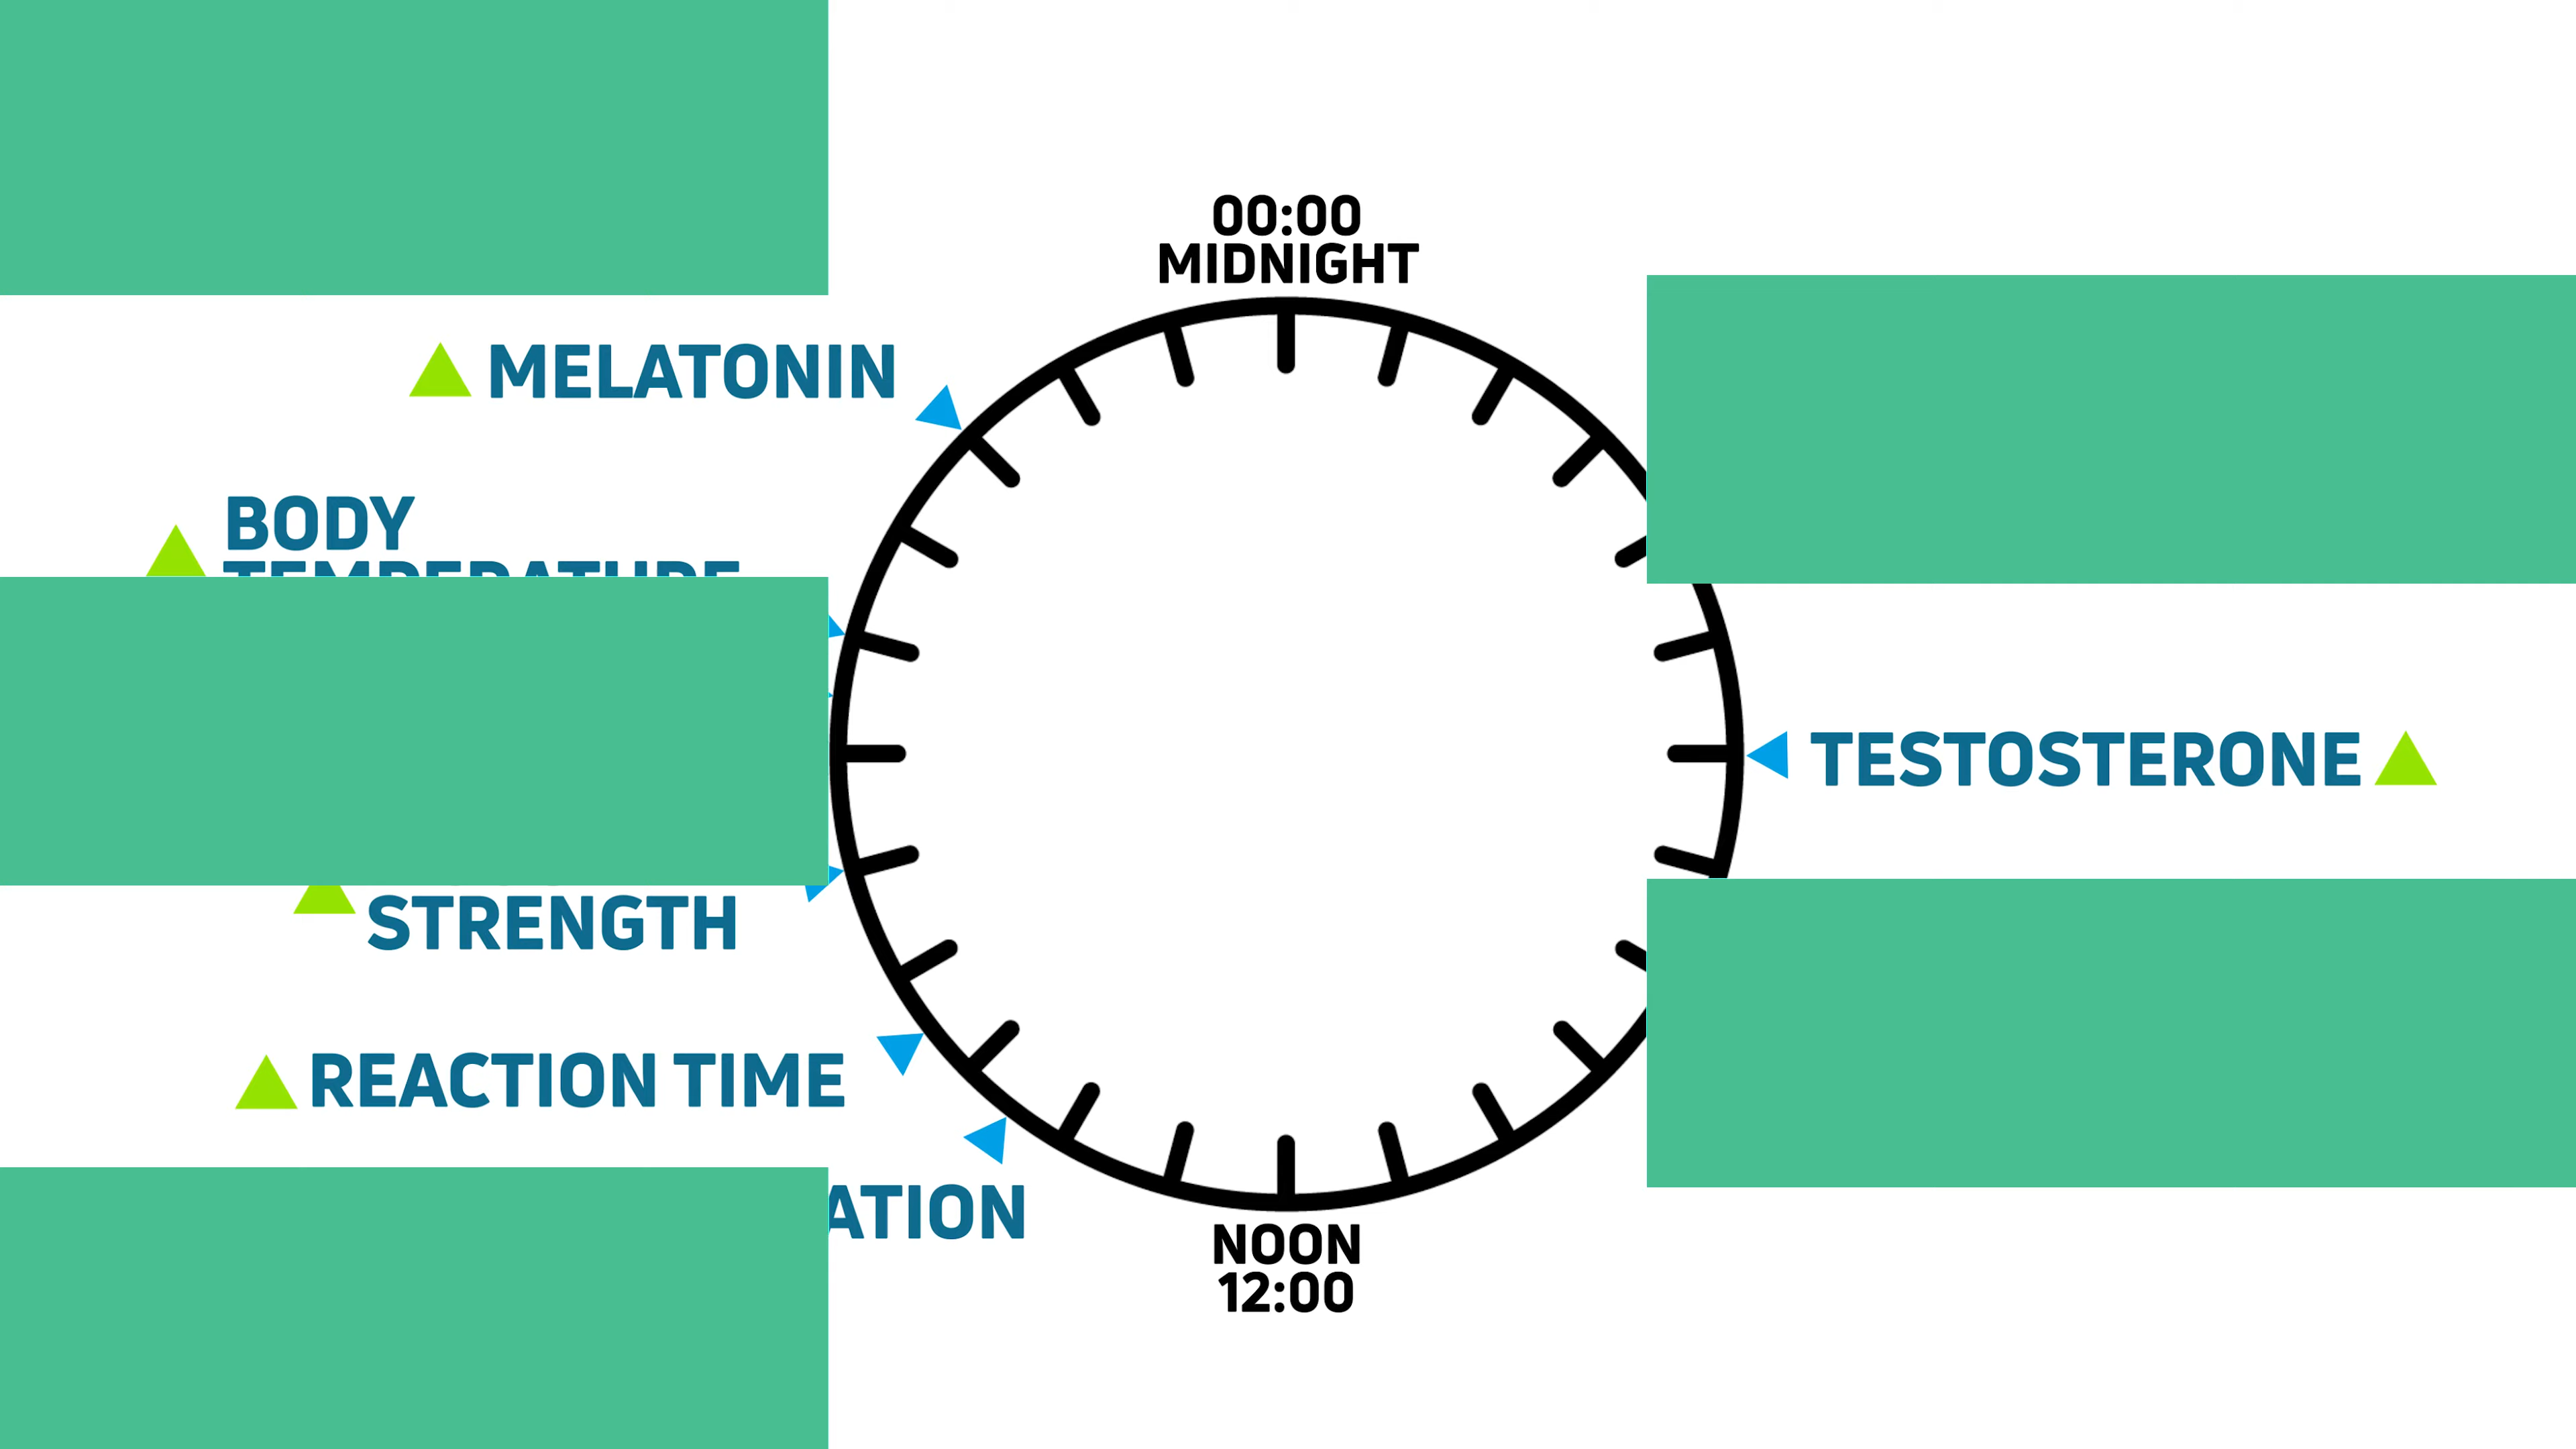 00:00
MIDNIGHT
MELATONIN
BODY
TESTOSTERONE
STRENGTH
REACTION TIME
ATION
NOON
12:00